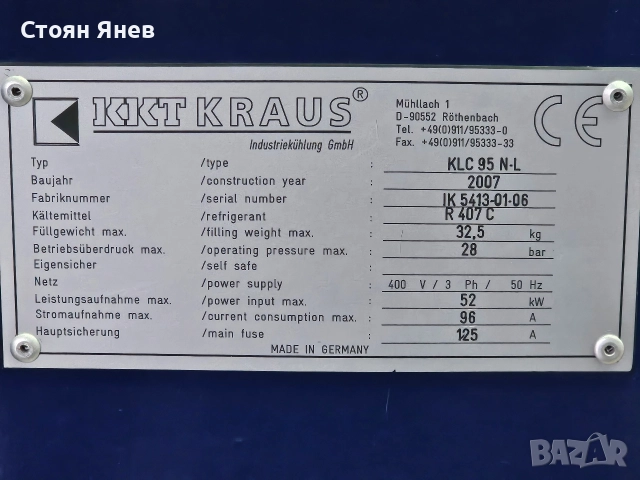 Стоян Янев
KKT KRAUS®
Industriekühlung GmbH
Mühllach 1
D-90552 Röthenbach
Tel. +49(0)911/95333-0
Fax. +49(0)911/95333-33
CE
Typ /type : KLC 95 N-L
Baujahr /construction year : 2007
Fabriknummer /serial number : IK 5413-01-06
Kältemittel /refrigerant : R 407 C
Füllgewicht max. /filling weight max. : 32,5 kg
Betriebsüberdruck max. /operating pressure max. : 28 bar
Eigensicher /self safe :
Netz /power supply : 400 V / 3 Ph / 50 Hz
Leistungsaufnahme max. /power input max. : 52 kW
Stromaufnahme max. /current consumption max. : 96 A
Hauptsicherung /main fuse : 125 A
MADE IN GERMANY
BAZAR